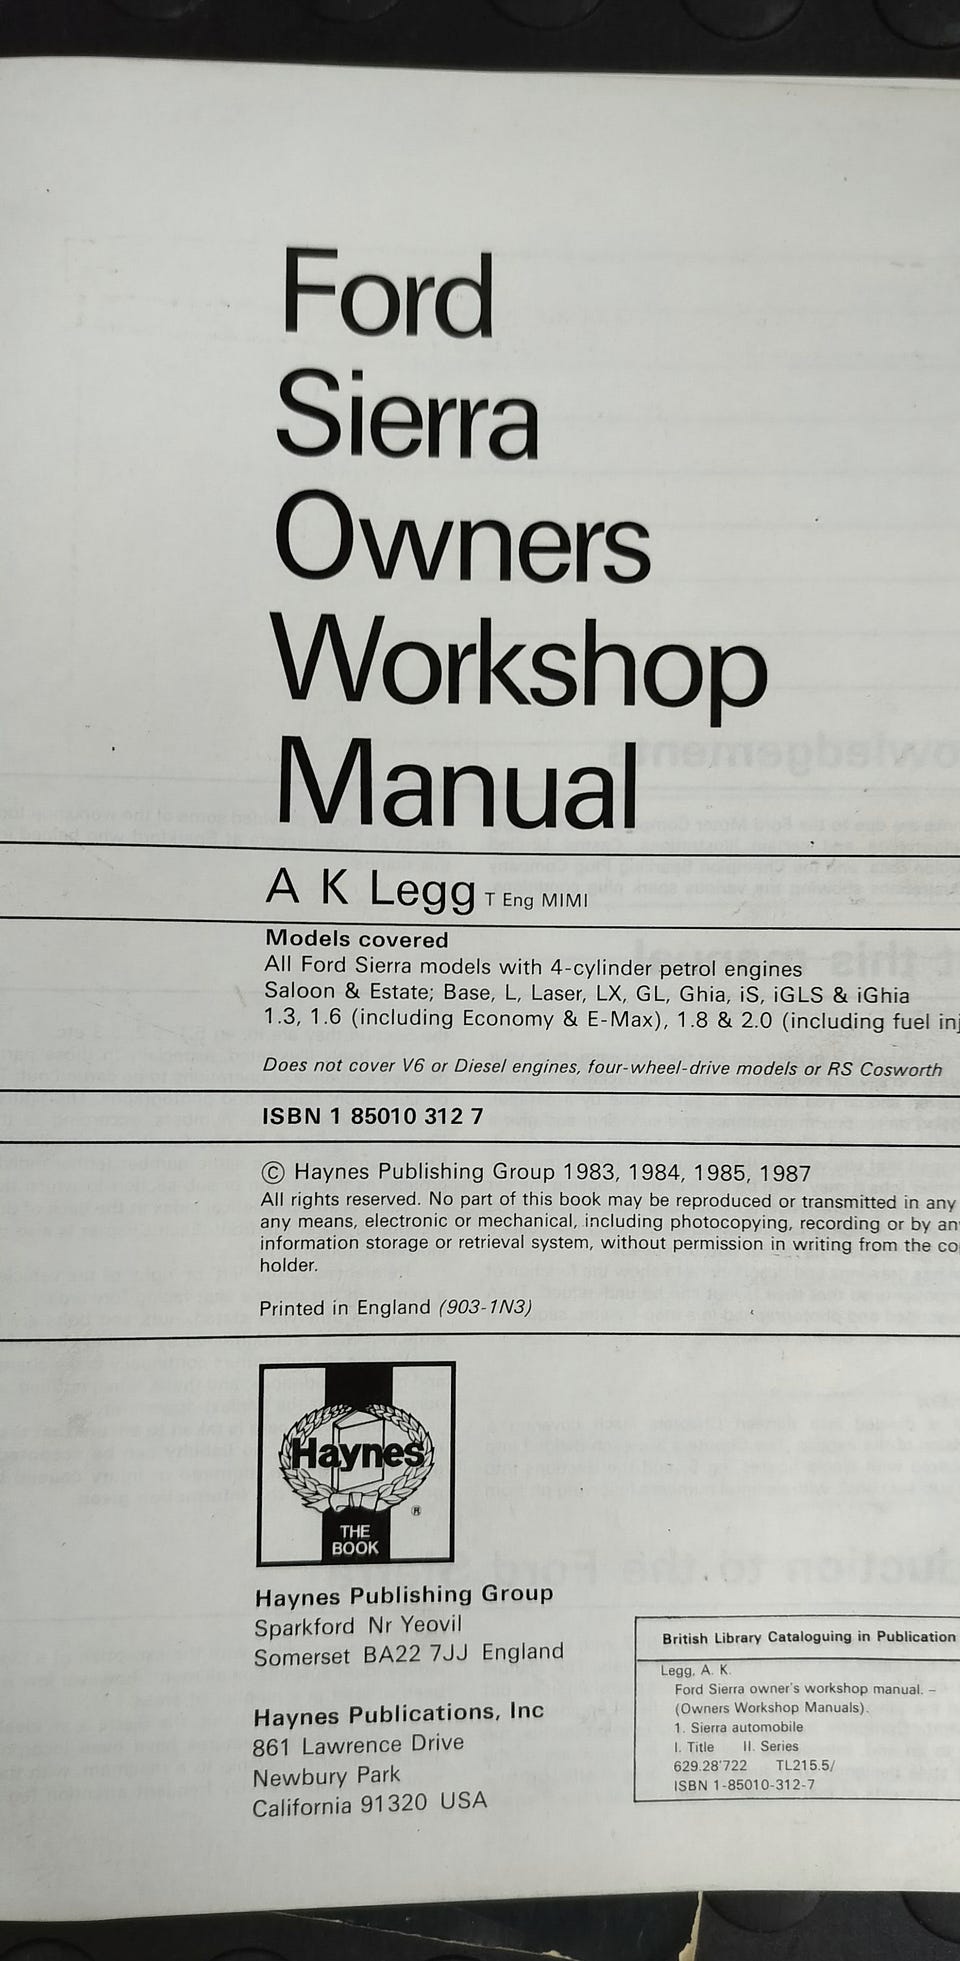 Ford
Sierra
Owners
Workshop
Manual
A K Legg T Eng MIMI
Models covered
All Ford Sierra models with 4-cylinder petrol engines
Saloon & Estate; Base, L, Laser, LX, GL, Ghia, iS, iGLS & iGhia
1.3, 1.6 (including Economy & E-Max), 1.8 & 2.0 (including fuel
Does not cover V6 or Diesel engines, four-wheel-drive models or RS Cosworth
ISBN 1 85010 312 7
© Haynes Publishing Group 1983, 1984, 1985, 1987
All rights reserved. No part of this book may be reproduced or transmitted in any
any means, electronic or mechanical, including photocopying, recording or by
information storage or retrieval system, without permission in writing from the
holder.
Printed in England (903-1N3)
Haynes
®
THE
BOOK
Haynes Publishing Group
Sparkford Nr Yeovil
Somerset BA22 7JJ England
Haynes Publications, Inc
861 Lawrence Drive
Newbury Park
California 91320 USA
British Library Cataloguing in Publication
Legg, A. K.
Ford Sierra owner's workshop manual. –
(Owners Workshop Manuals).
1. Sierra automobile
I. Title II. Series
629.28'722 TL215.5/
ISBN 1-85010-312-7